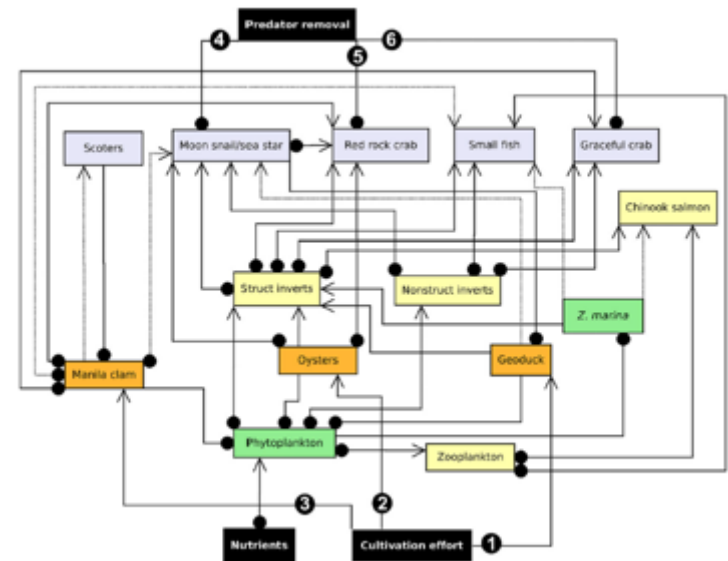 Predator removal
4
6
5
Scoters
Moon snail/sea star
Red rock crab
Small fish
Graceful crab
Chinook salmon
Struct inverts
Nonstruct inverts
Z. marina
Manila clam
Oysters
Geoduck
Phytoplankton
Zooplankton
3
2
Nutrients
Cultivation effort
1